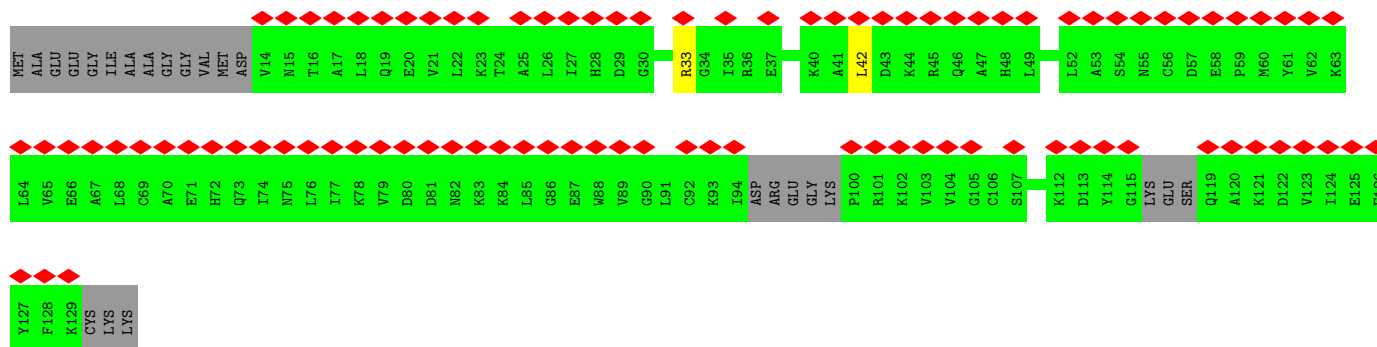 MET ALA GLU GLU GLY ILE ALA ALA GLY GLY VAL MET ASP V14 N15 T16 A17 L18 Q19 E20 V21 L22 K23 T24 A25 L26 I27 H28 D29 G30 R33 G34 I35 R36 E37 K40 A41 L42 D43 K44 R45 Q46 A47 H48 L49 L52 A53 S54 N55 C56 D57 E58 P59 M60 Y61 V62 K63
L64 V65 E66 A67 L68 C69 A70 E71 H72 Q73 I74 N75 L76 I77 K78 V79 D80 D81 N82 K83 K84 L85 G86 E87 W88 V89 G90 L91 C92 K93 I94 ASP ARG GLU GLY LYS P100 R101 K102 V103 V104 G105 C106 S107 K112 D113 Y114 G115 LYS GLU SER Q119 A120 K121 D122 V123 I124 E125
Y127 F128 K129 CYS LYS LYS